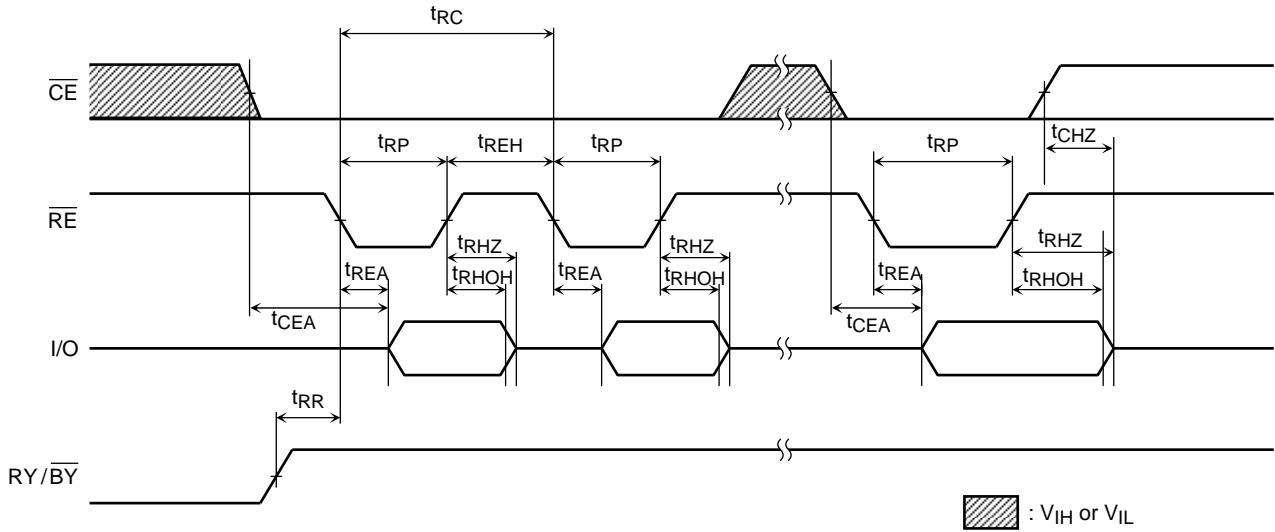 tRC
CE
tCHZ
tRP tREH tRP tRP
RE
tRHZ tRHZ tRHZ
tREA tRHOH tREA tRHOH tREA tRHOH
tCEA tCEA
I/O
tRR
RY/BY
: VIH or VIL